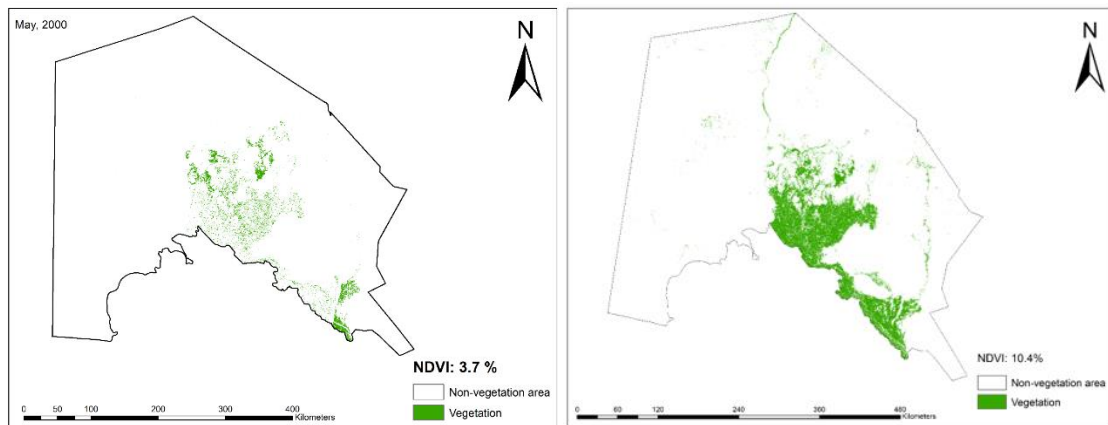 May, 2000
N
NDVI: 3.7 %
Non-vegetation area
Vegetation
0 50 100 200 300 400
Kilometers
N
NDVI: 10.4%
Non-vegetation area
Vegetation
0 60 120 240 360 480
Kilometers